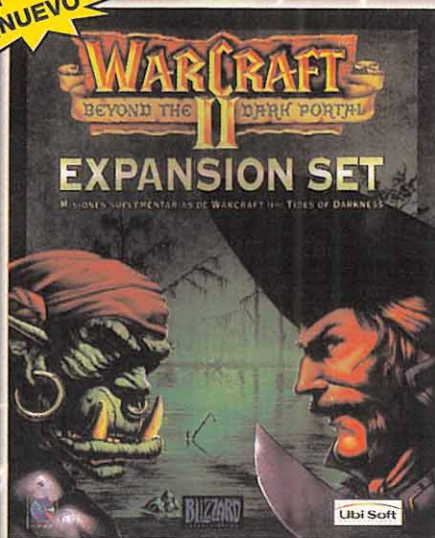 NUEVO
WARCRAFT
BEYOND THE DARK PORTAL
II
EXPANSION SET
MISIONES SUPLEMENTARIAS DE WARCRAFT II: TIDES OF DARKNESS
BLIZZARD
Ubi Soft